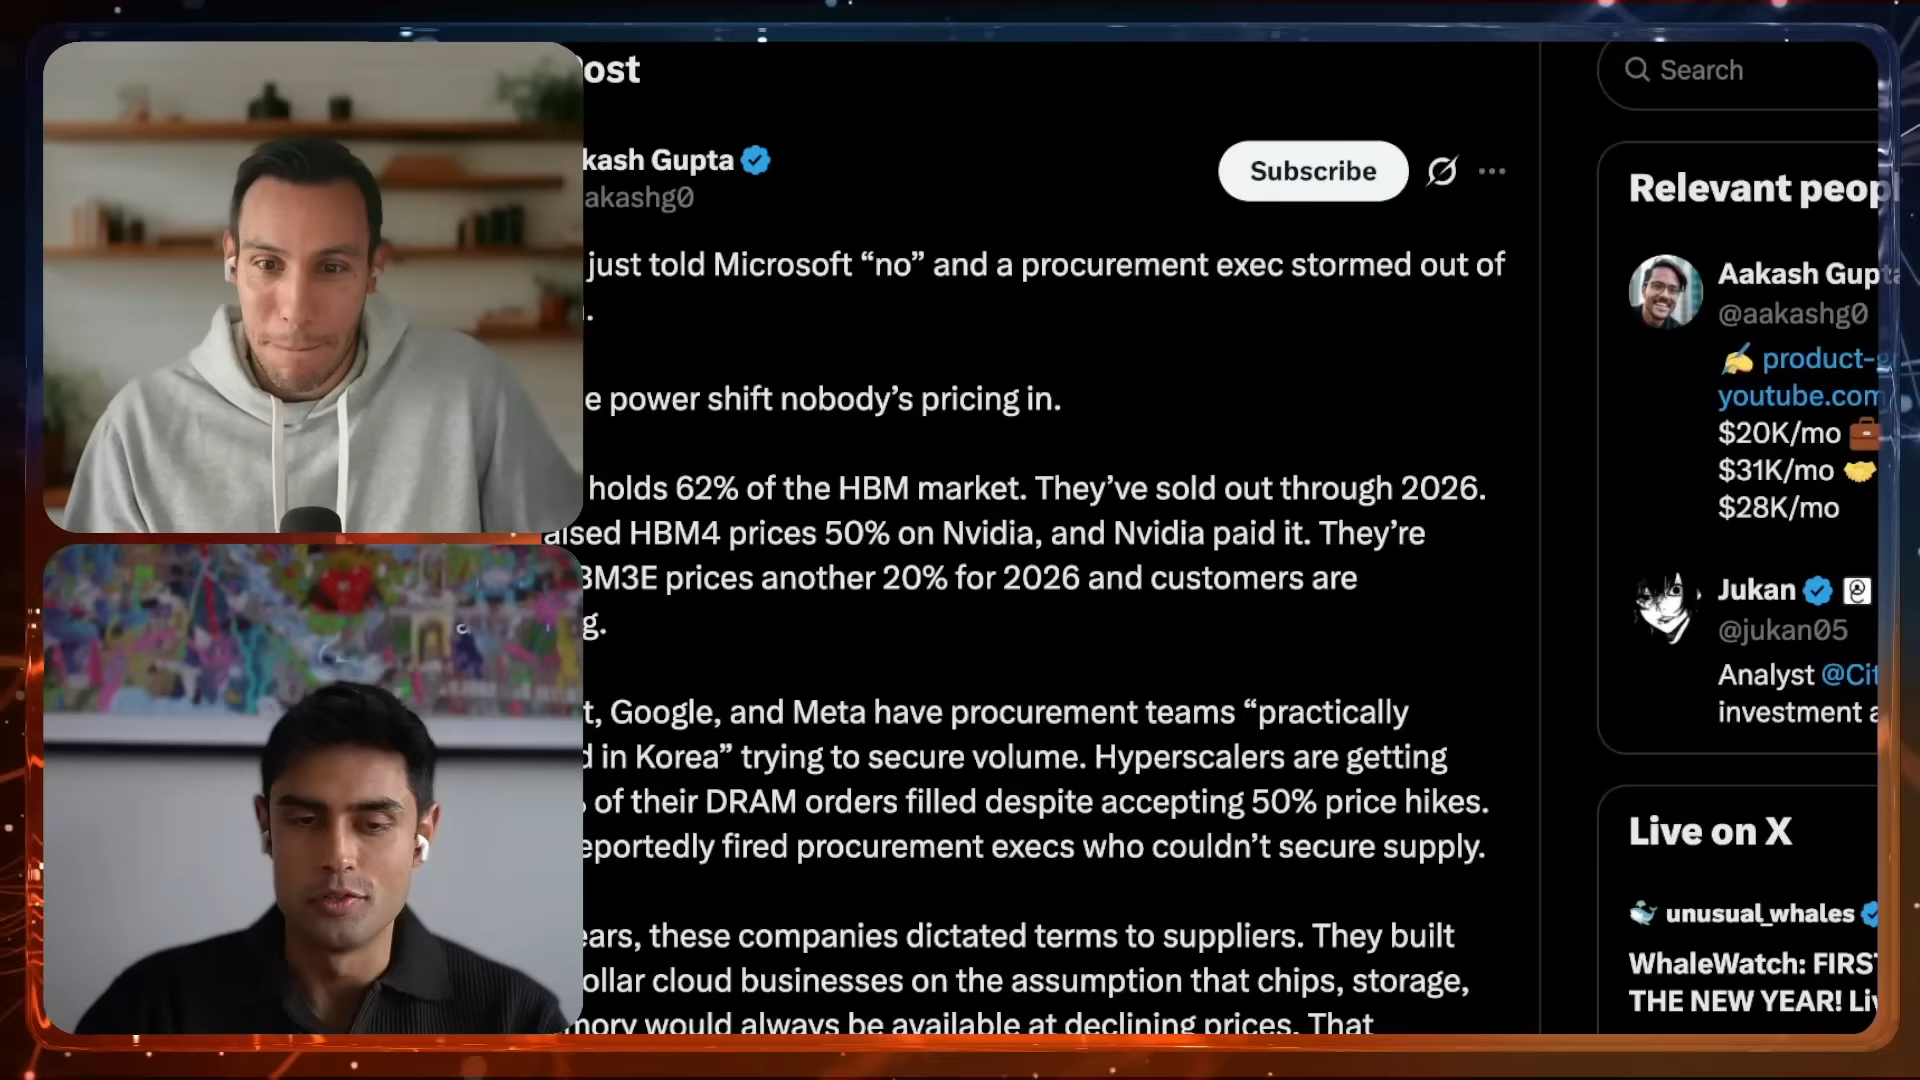 ost
kash Gupta
akashg0
Subscribe
just told Microsoft “no” and a procurement exec stormed out of
.
e power shift nobody’s pricing in.
holds 62% of the HBM market. They’ve sold out through 2026.
aised HBM4 prices 50% on Nvidia, and Nvidia paid it. They’re
BM3E prices another 20% for 2026 and customers are
g.
t, Google, and Meta have procurement teams “practically
d in Korea” trying to secure volume. Hyperscalers are getting
% of their DRAM orders filled despite accepting 50% price hikes.
eportedly fired procurement execs who couldn’t secure supply.
ears, these companies dictated terms to suppliers. They built
ollar cloud businesses on the assumption that chips, storage,
mory would always be available at declining prices. That
Search
Relevant peopl
Aakash Gupta
@aakashg0
product-g
youtube.com
$20K/mo
$31K/mo
$28K/mo
Jukan
@jukan05
Analyst @Cit
investment a
Live on X
unusual_whales
WhaleWatch: FIRST
THE NEW YEAR! Liv